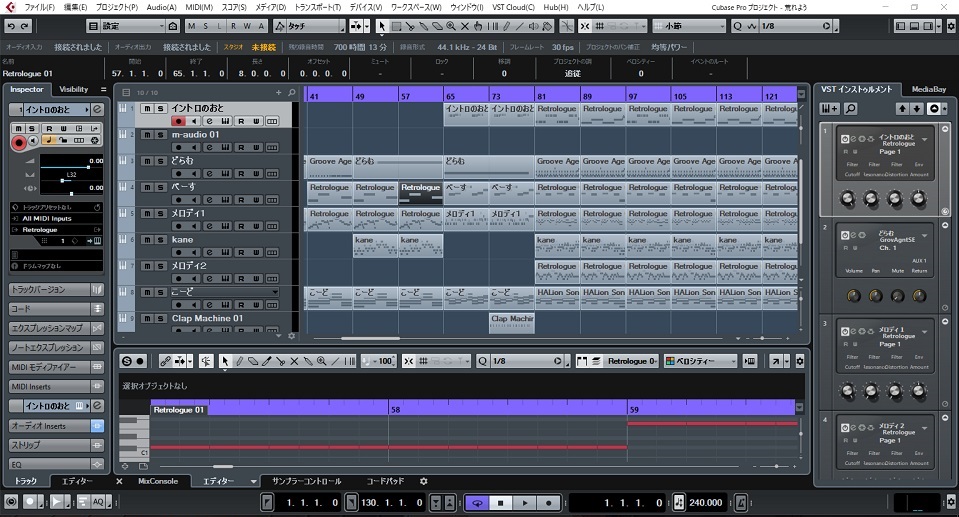 ファイル(F) 編集(E) プロジェクト(P) Audio(A) MIDI(M) スコア(S) メディア(D) トランスポート(T) デバイス(V) ワークスペース(W) ウィンドウ(I) VST Cloud(C) Hub(H) ヘルプ(L) Cubase Pro プロジェクト - 荒れよう
設定 M S L R W A タッチ 小節 Q 1/8
オーディオ入力 接続されました オーディオ出力 接続されました スタジオ 未接続 残り録音時間 700 時間 13 分 録音形式 44.1 kHz - 24 Bit フレームレート 30 fps プロジェクトのパン補正 均等パワー
名前 開始 終了 長さ オフセット ミュート ロック 移調 プロジェクトの調 ベロシティー イベントのルート
Retrologue 01 57. 1. 1. 0 65. 1. 1. 0 8. 0. 0. 0 0. 0. 0. 0 - - 0 追従 0 -
Inspector Visibility
10 / 10
41 49 57 65 73 81 89 97 105 113 121
VST インストゥルメント MediaBay
1 イントロのおと
M S R W
0.00
L32
0.00
トラックプリセットなし
All MIDI Inputs
Retrologue
1
ドラムマップなし
トラックバージョン
コード
エクスプレッションマップ
ノートエクスプレッション
MIDI モディファイアー
MIDI Inserts
イントロのおと
オーディオ Inserts
ストリップ
EQ
1 M S イントロのおと
R W
イントロのおと イントロのおと Retrologue Retrologue Retrologue Retrologue Retrologue Retrologue
2 M S m-audio 01
R W
3 M S どらむ
R W
Groove Age どらむ どらむ Groove Age Groove Age Groove Age Groove Age Groove Age Groove Age
4 M S べーす
R W
Retrologue Retrologue Retrologue べーす べーす Retrologue Retrologue Retrologue Retrologue Retrologue Retrologue
5 M S メロディ1
R W
Retrologue Retrologue Retrologue メロディ1 メロディ1 Retrologue Retrologue Retrologue Retrologue Retrologue Retrologue
6 M S kane
R W
kane kane kane kane kane kane kane kane
7 M S メロディ2
R W
Retrologue Retrologue Retrologue Retrologue Retrologue Retrologue
8 M S こーど
R W
こーど こーど こーど こーど こーど HALion Son HALion Son HALion Son HALion Son HALion Son HALion Son
9 M S Clap Machine 01
Clap Machin
1 イントロのおと
Retrologue
R W Page 1
Filter Filter Filter Env
Cutoff Resonance Distortion Amount
2 どらむ
GrovAgntSE
R W Ch. 1
AUX 1
Volume Pan Mute Return
3 メロディ 1
Retrologue
R W Page 1
Filter Filter Filter Env
Cutoff Resonance Distortion Amount
4 メロディ 2
Retrologue
R W Page 1
Filter Filter Filter Env
Cutoff Resonance Distortion Amount
S 100 Q 1/8 Retrologue 0 ベロシティー
選択オブジェクトなし
Retrologue 01 58 59
C1
トラック エディター MixConsole エディター サンプラーコントロール コードパッド
AQ 1. 1. 1. 0 130. 1. 1. 0 1. 1. 1. 0 240.000